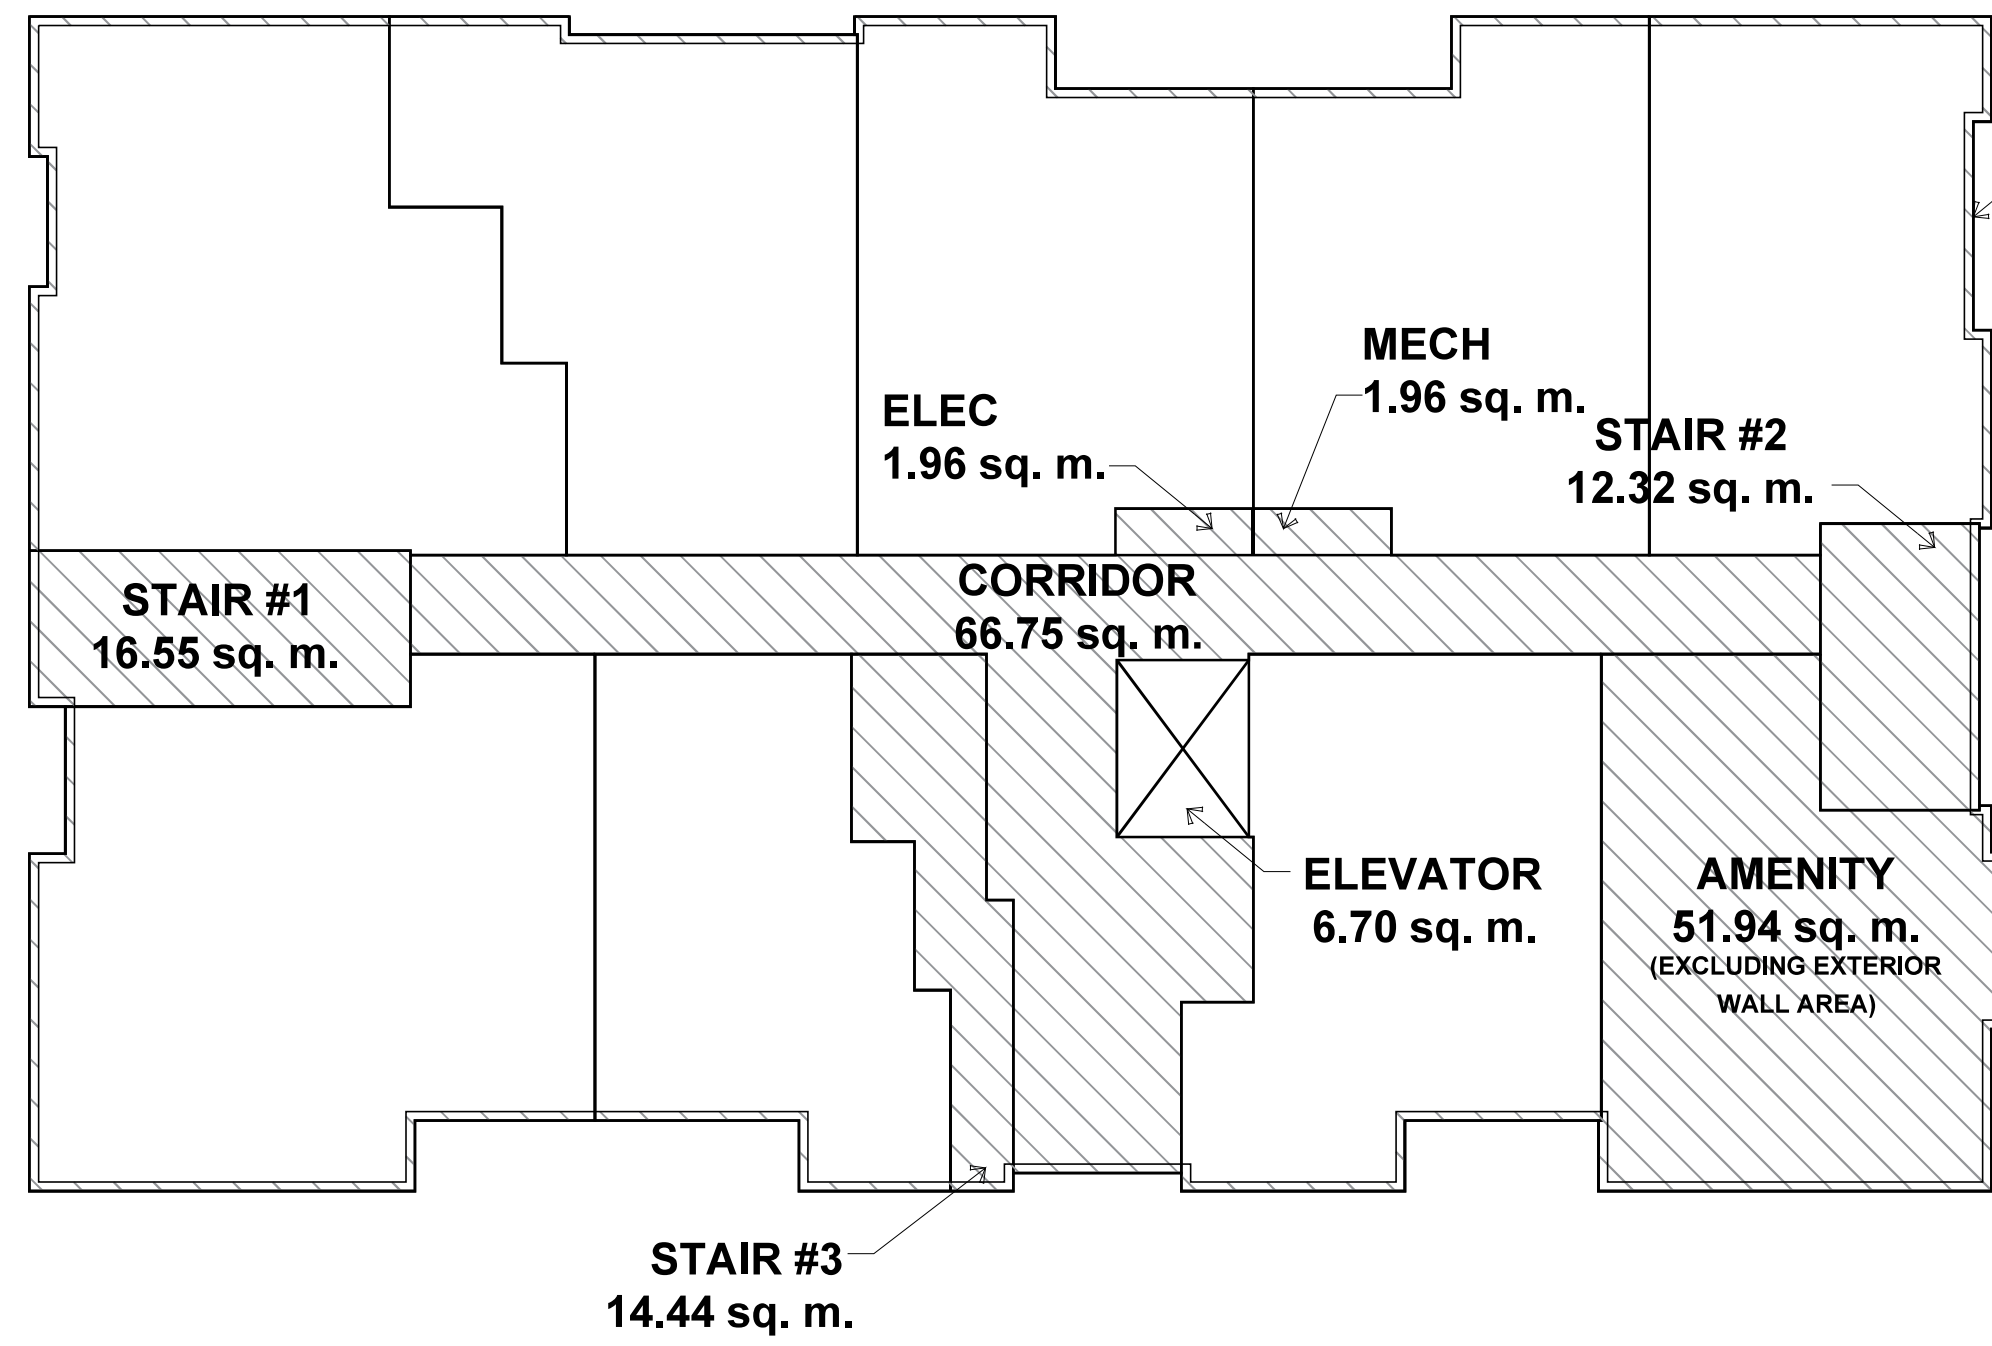 MECH
1.96 sq. m.
ELEC
1.96 sq. m.
STAIR #2
12.32 sq. m.
STAIR #1
16.55 sq. m.
CORRIDOR
66.75 sq. m.
ELEVATOR
6.70 sq. m.
AMENITY
51.94 sq. m.
(EXCLUDING EXTERIOR
WALL AREA)
STAIR #3
14.44 sq. m.